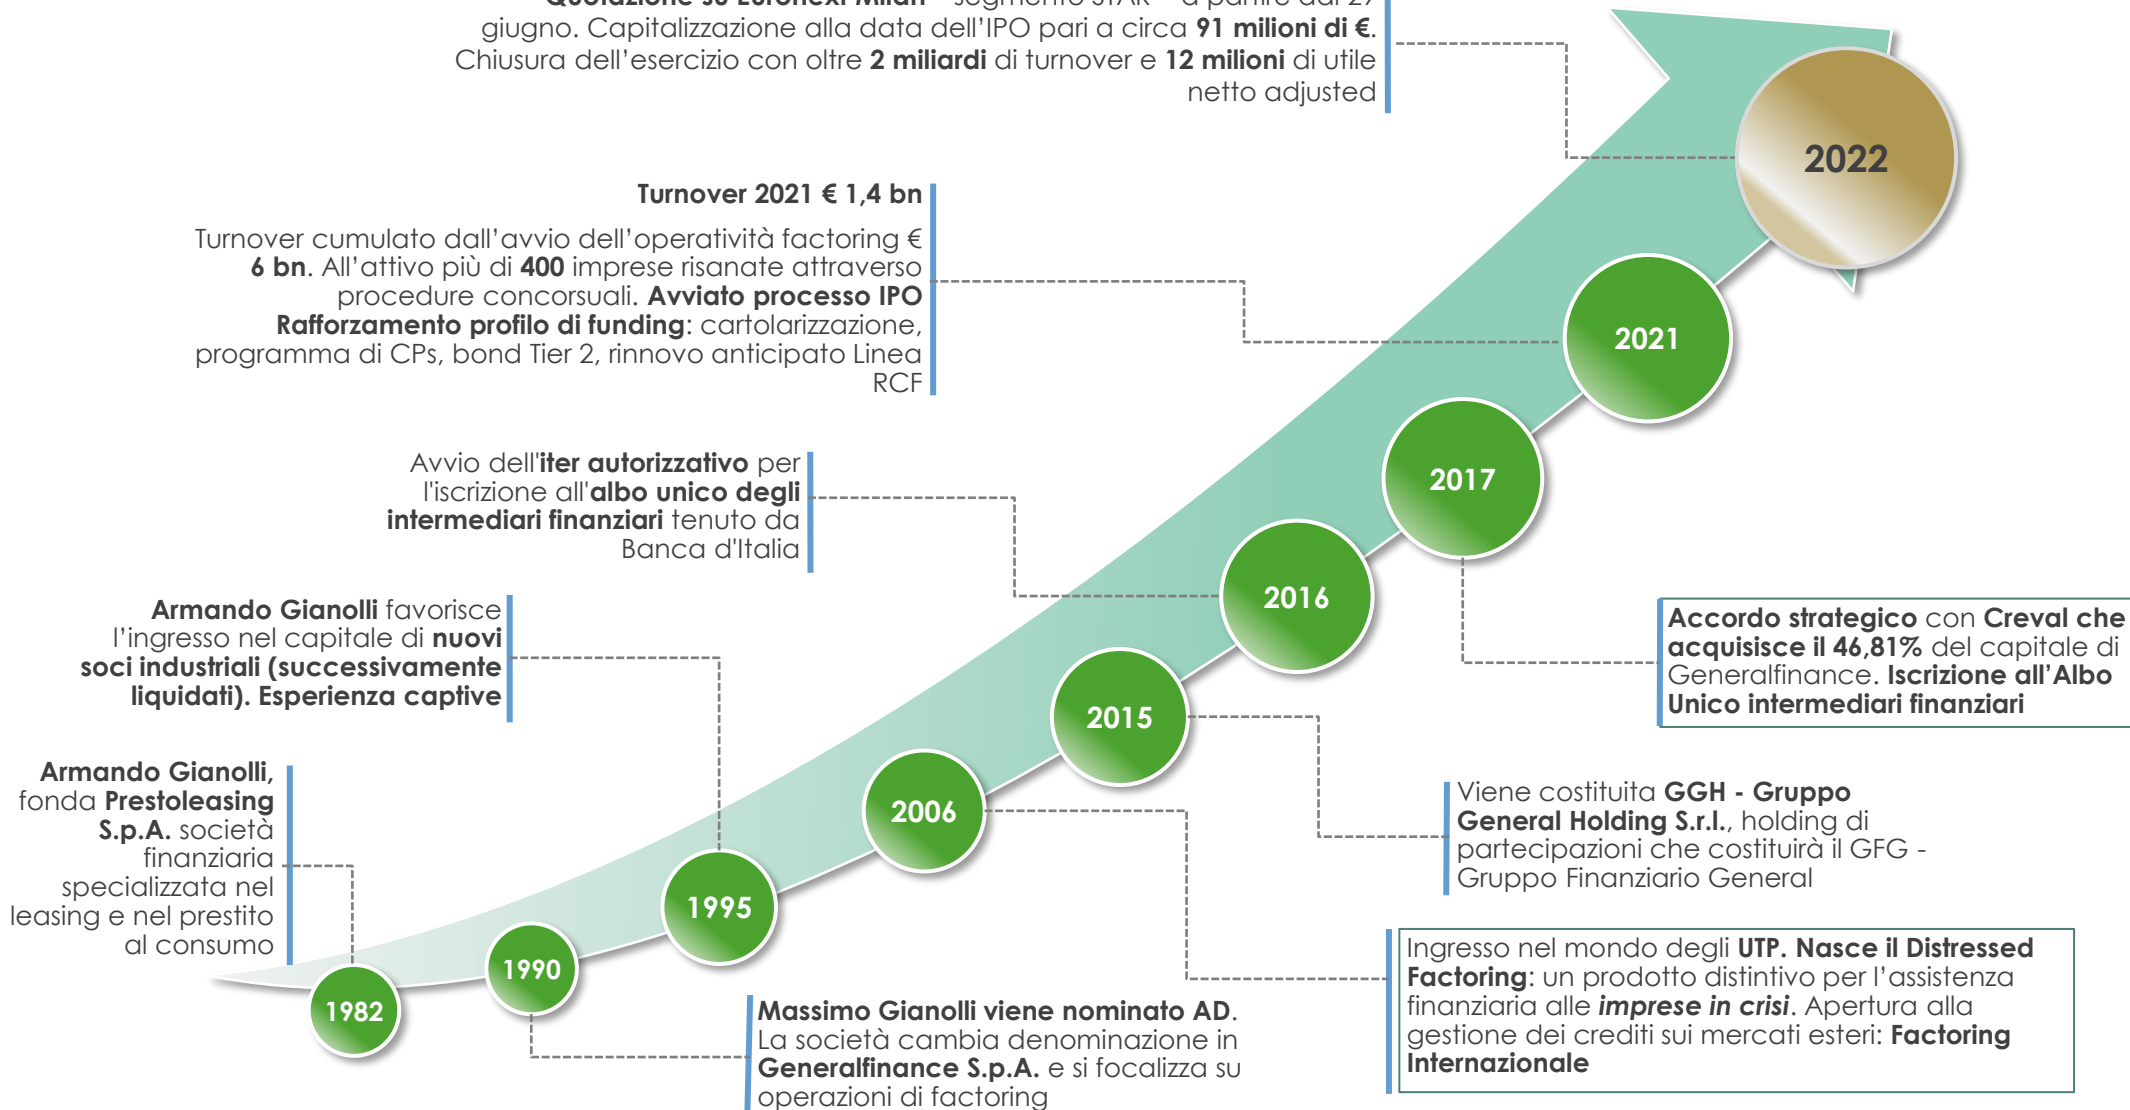 Quotazione su Euronext Milan – segmento STAR – a partire dal 29
giugno. Capitalizzazione alla data dell’IPO pari a circa 91 milioni di €.
Chiusura dell’esercizio con oltre 2 miliardi di turnover e 12 milioni di utile
netto adjusted
2022
Turnover 2021 € 1,4 bn
Turnover cumulato dall’avvio dell’operatività factoring €
6 bn. All’attivo più di 400 imprese risanate attraverso
procedure concorsuali. Avviato processo IPO
Rafforzamento profilo di funding: cartolarizzazione,
programma di CPs, bond Tier 2, rinnovo anticipato Linea
RCF
2021
2017
Avvio dell'iter autorizzativo per
l'iscrizione all'albo unico degli
intermediari finanziari tenuto da
Banca d'Italia
2016
Accordo strategico con Creval che
acquisisce il 46,81% del capitale di
Generalfinance. Iscrizione all’Albo
Unico intermediari finanziari
Armando Gianolli favorisce
l’ingresso nel capitale di nuovi
soci industriali (successivamente
liquidati). Esperienza captive
2015
Viene costituita GGH - Gruppo
General Holding S.r.l., holding di
partecipazioni che costituirà il GFG -
Gruppo Finanziario General
2006
Armando Gianolli,
fonda Prestoleasing
S.p.A. società
finanziaria
specializzata nel
leasing e nel prestito
al consumo
1995
Ingresso nel mondo degli UTP. Nasce il Distressed
Factoring: un prodotto distintivo per l’assistenza
finanziaria alle imprese in crisi. Apertura alla
gestione dei crediti sui mercati esteri: Factoring
Internazionale
1990
1982
Massimo Gianolli viene nominato AD.
La società cambia denominazione in
Generalfinance S.p.A. e si focalizza su
operazioni di factoring